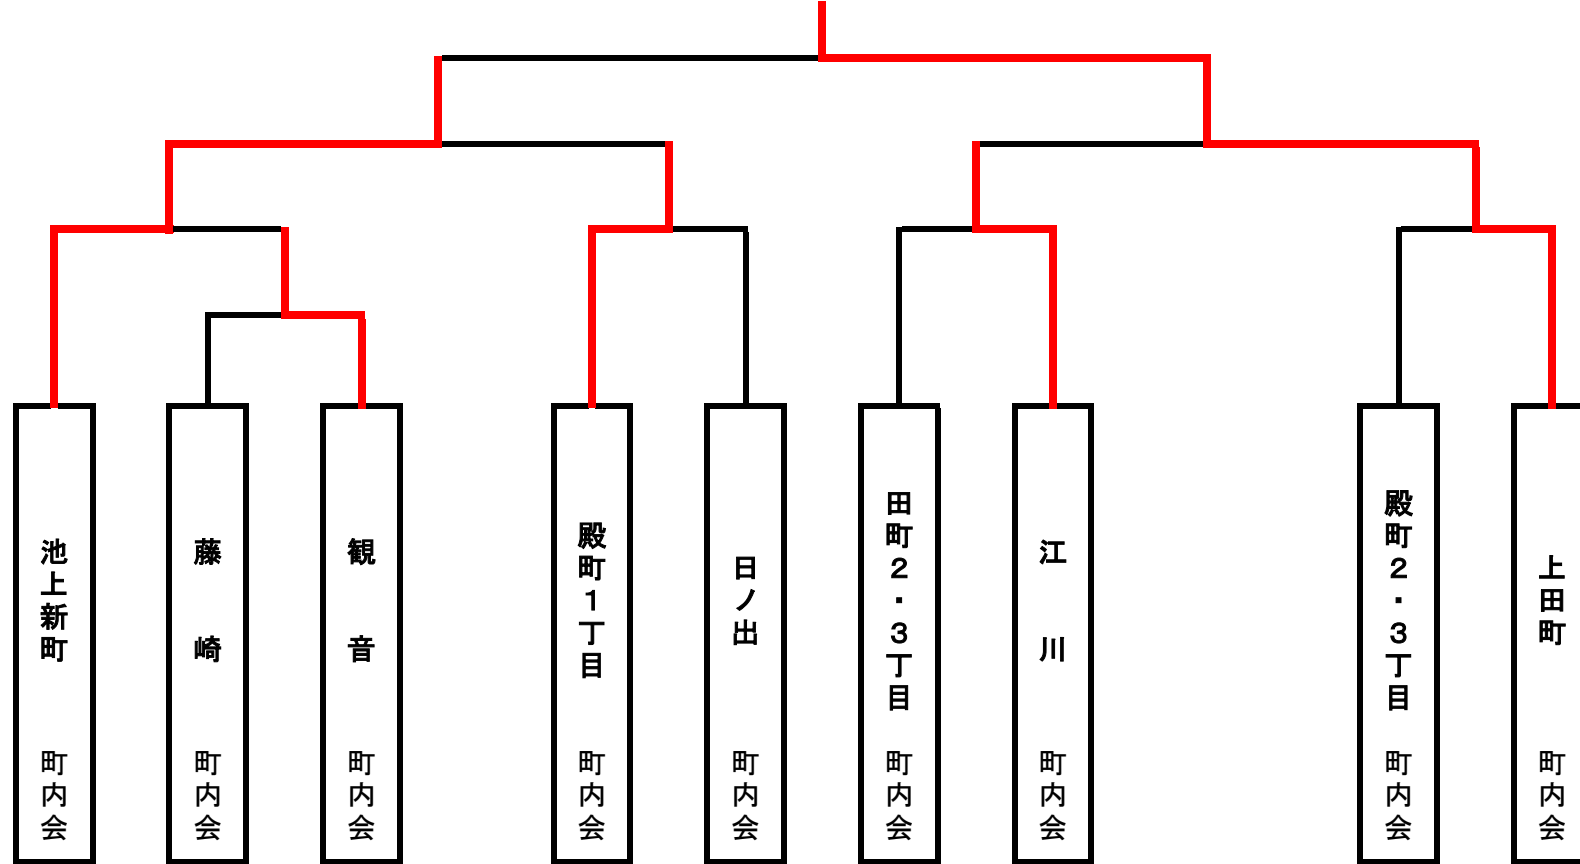 池上新町 町内会
藤崎 町内会
観音 町内会
殿町１丁目 町内会
日ノ出 町内会
田町２・３丁目 町内会
江川 町内会
殿町２・３丁目 町内会
上田町 町内会